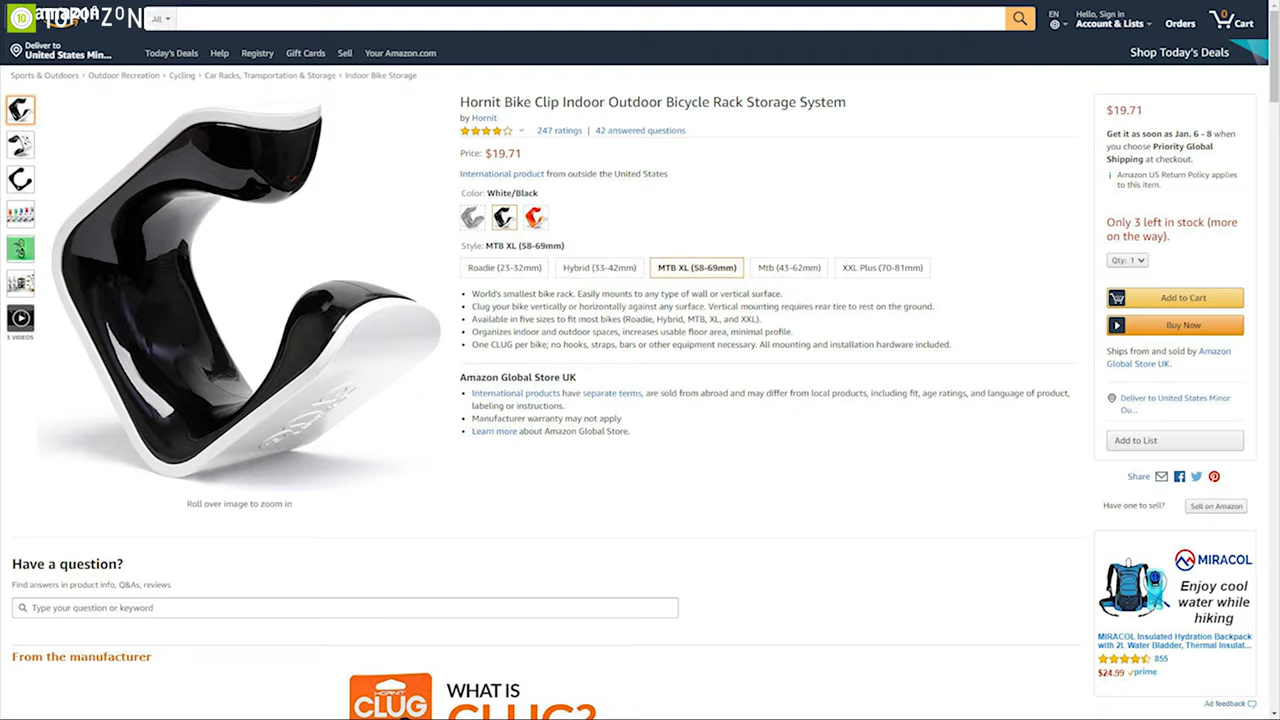 amazon
10
TOP
ZON
All
EN
Hello, Sign in
Account & Lists
Orders
0
Cart
Deliver to
United States Min...
Today's Deals
Help
Registry
Gift Cards
Sell
Your Amazon.com
Shop Today's Deals
Sports & Outdoors › Outdoor Recreation › Cycling › Car Racks, Transportation & Storage › Indoor Bike Storage
3 VIDEOS
Roll over image to zoom in
Hornit Bike Clip Indoor Outdoor Bicycle Rack Storage System
by Hornit
247 ratings | 42 answered questions
Price: $19.71
International product from outside the United States
Color: White/Black
Style: MTB XL (58-69mm)
Roadie (23-32mm)
Hybrid (33-42mm)
MTB XL (58-69mm)
Mtb (43-62mm)
XXL Plus (70-81mm)
• World's smallest bike rack. Easily mounts to any type of wall or vertical surface.
• Clug your bike vertically or horizontally against any surface. Vertical mounting requires rear tire to rest on the ground.
• Available in five sizes to fit most bikes (Roadie, Hybrid, MTB, XL, and XXL).
• Organizes indoor and outdoor spaces, increases usable floor area, minimal profile.
• One CLUG per bike; no hooks, straps, bars or other equipment necessary. All mounting and installation hardware included.
Amazon Global Store UK
• International products have separate terms, are sold from abroad and may differ from local products, including fit, age ratings, and language of product,
labeling or instructions.
• Manufacturer warranty may not apply
• Learn more about Amazon Global Store.
$19.71
Get it as soon as Jan. 6 - 8 when
you choose Priority Global
Shipping at checkout.
Amazon US Return Policy applies
to this item.
Only 3 left in stock (more
on the way).
Qty: 1
Add to Cart
Buy Now
Ships from and sold by Amazon
Global Store UK.
Deliver to United States Minor
Ou...
Add to List
Share
Have one to sell?
Sell on Amazon
MIRACOL
Enjoy cool
water while
hiking
MIRACOL Insulated Hydration Backpack
with 2L Water Bladder, Thermal Insulat...
855
$24.99 prime
Ad feedback
Have a question?
Find answers in product info, Q&As, reviews
Type your question or keyword
From the manufacturer
HORNIT
CLUG
WHAT IS
CLUG?